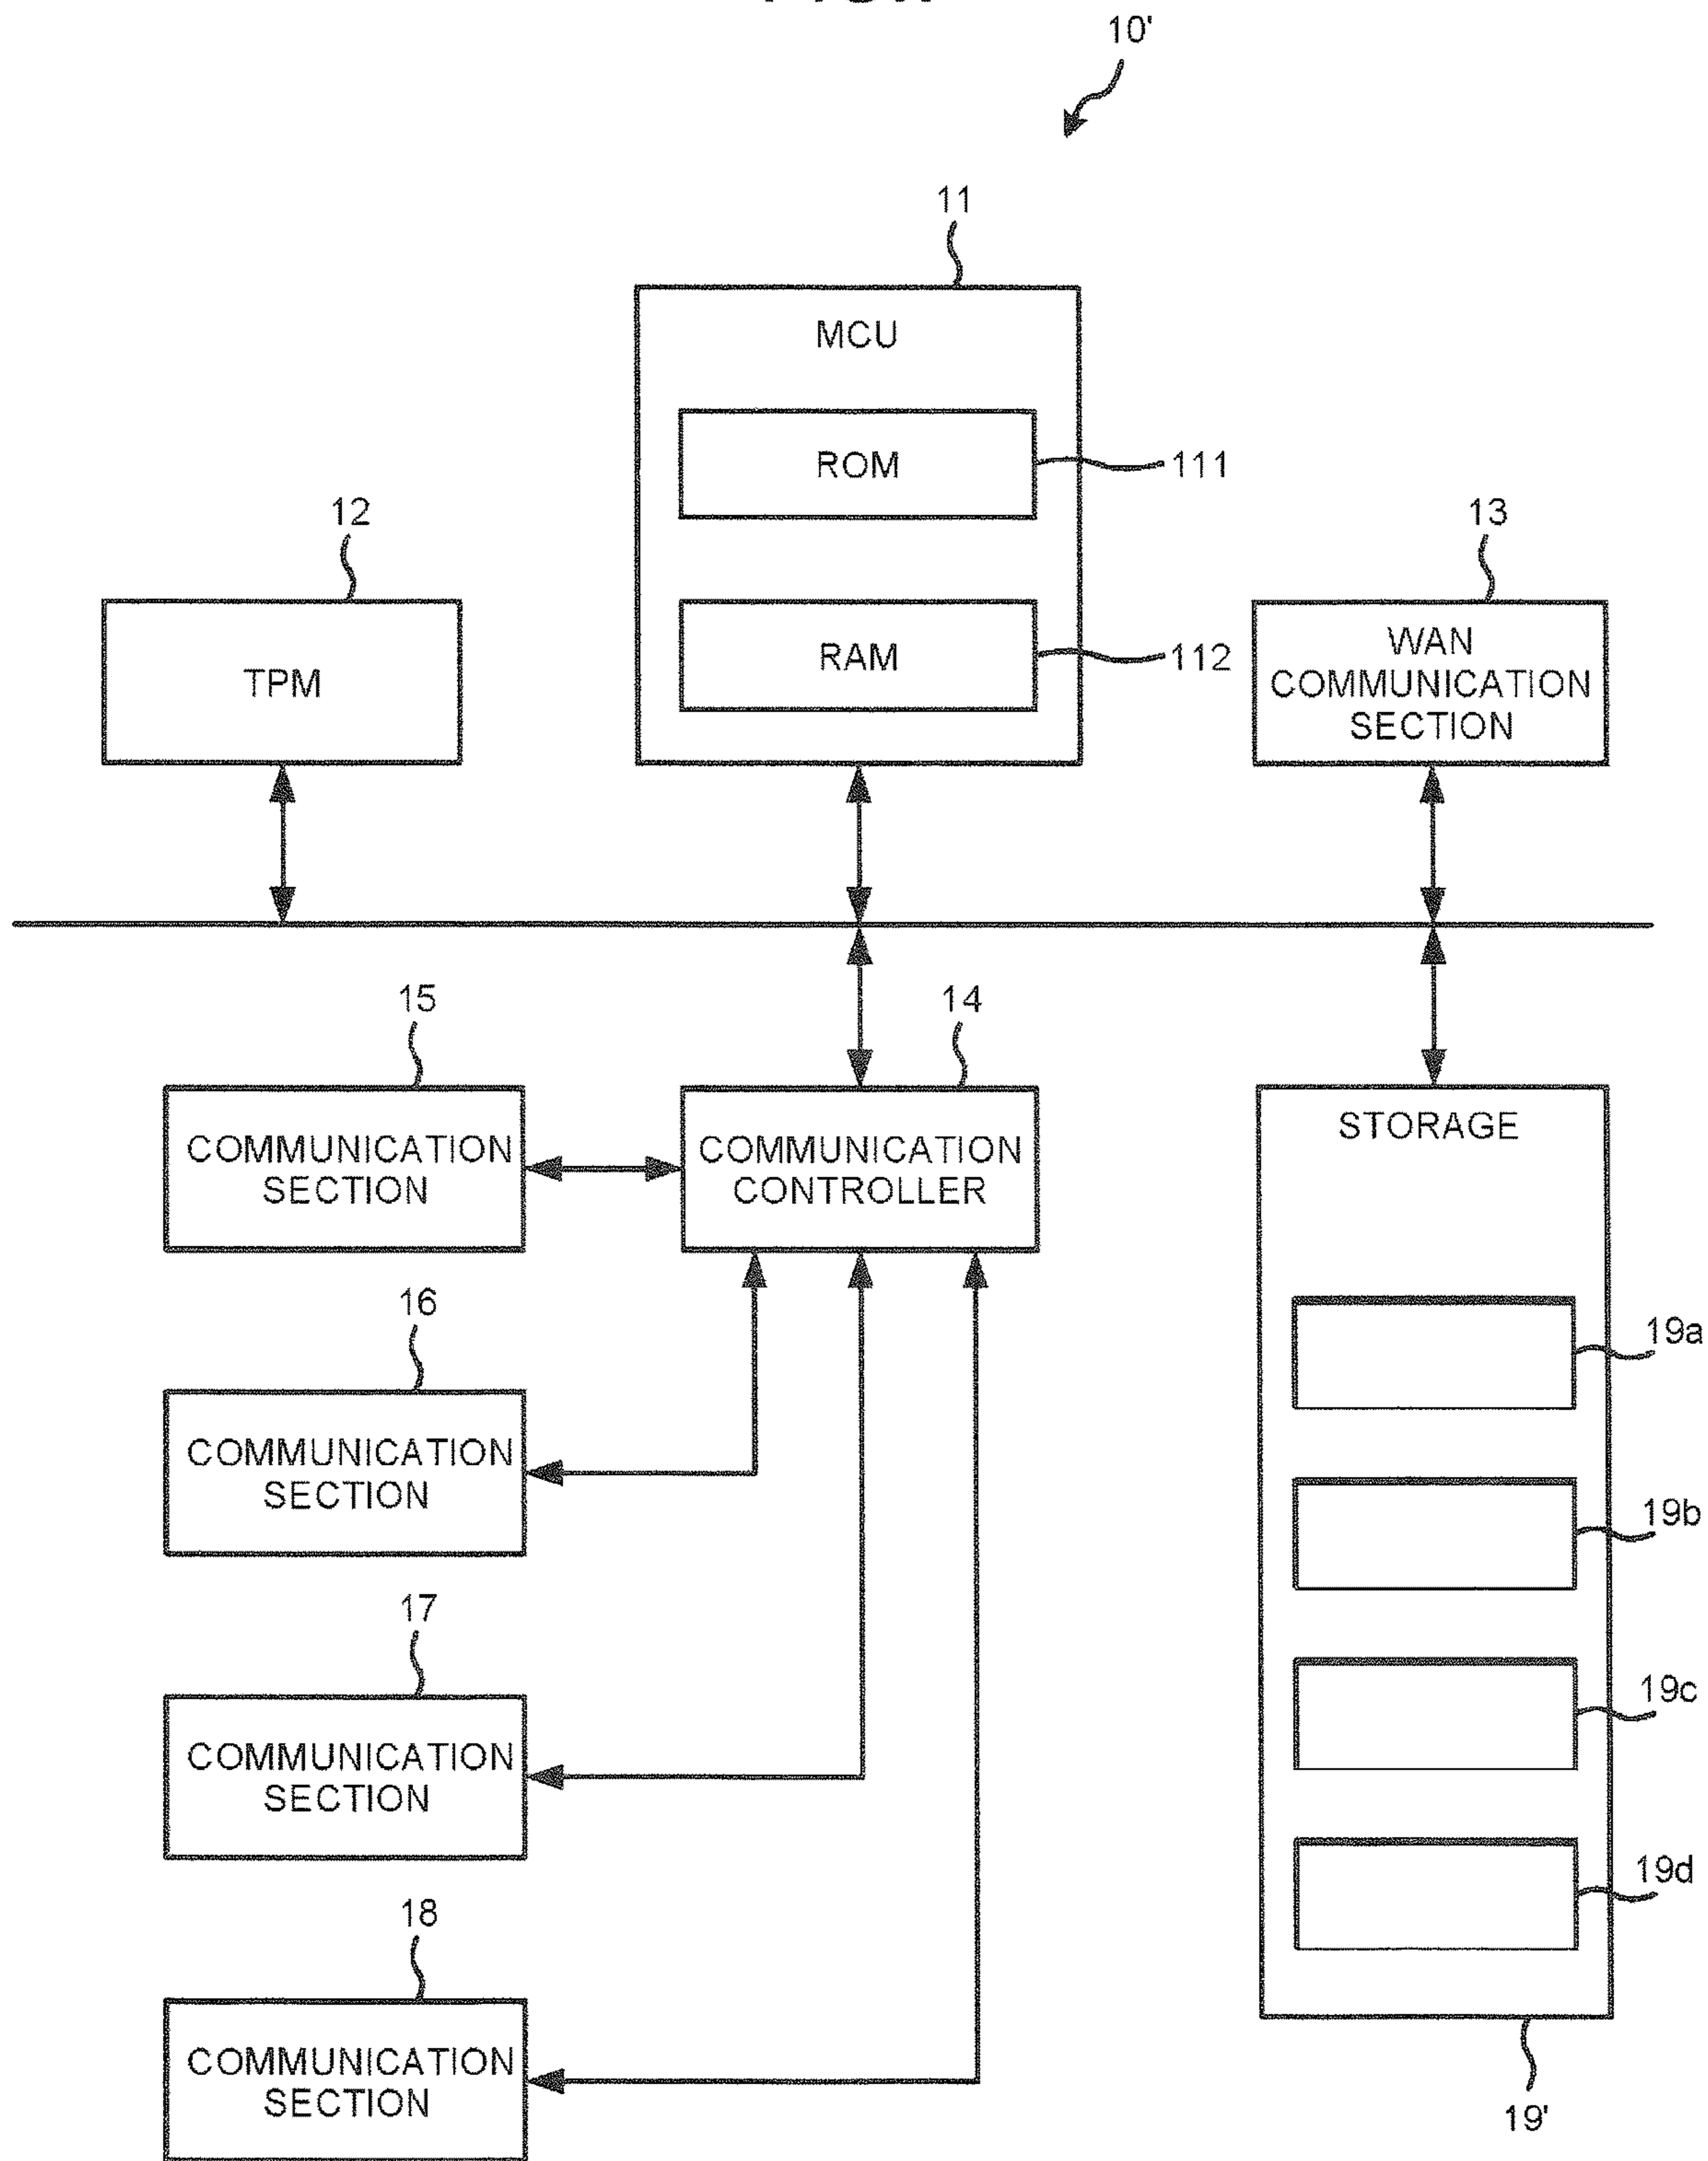 10'
11
MCU
ROM
111
12
13
RAM
112
TPM
WAN
COMMUNICATION
SECTION
15
14
COMMUNICATION
SECTION
COMMUNICATION
CONTROLLER
STORAGE
16
19a
COMMUNICATION
SECTION
19b
17
19c
COMMUNICATION
SECTION
19d
18
COMMUNICATION
SECTION
19'